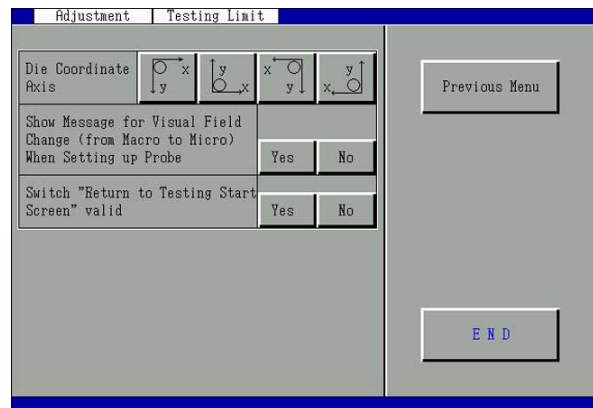 Adjustment Testing Limit
Die Coordinate
Axis
x y
y x
x y
y x
Previous Menu
Show Message for Visual Field
Change (from Macro to Micro)
When Setting up Probe
Yes No
Switch "Return to Testing Start
Screen" valid
Yes No
E N D